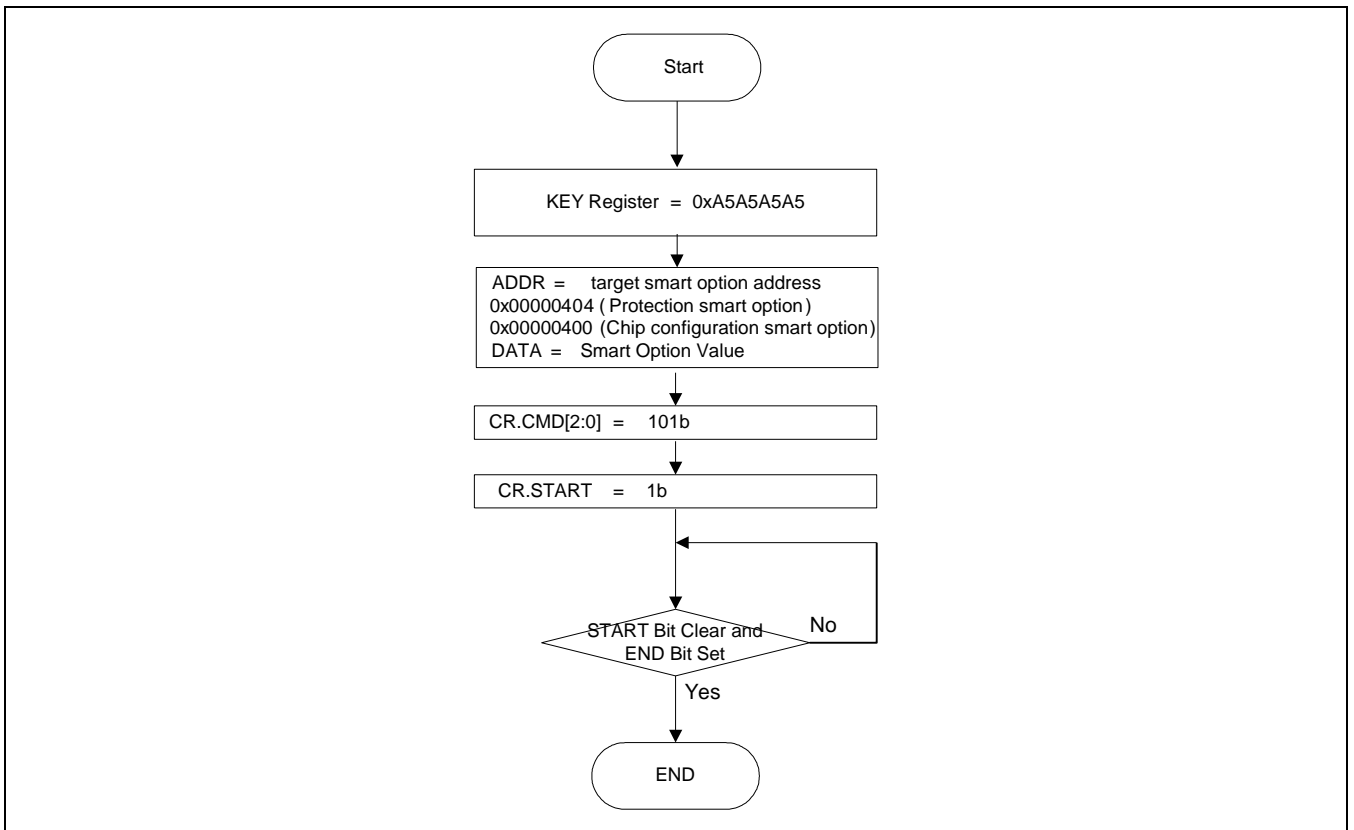 Start
KEY Register = 0xA5A5A5A5
ADDR = target smart option address
0x00000404 ( Protection smart option )
0x00000400 (Chip configuration smart option)
DATA = Smart Option Value
CR.CMD[2:0] = 101b
CR.START = 1b
START Bit Clear and
END Bit Set
No
Yes
END